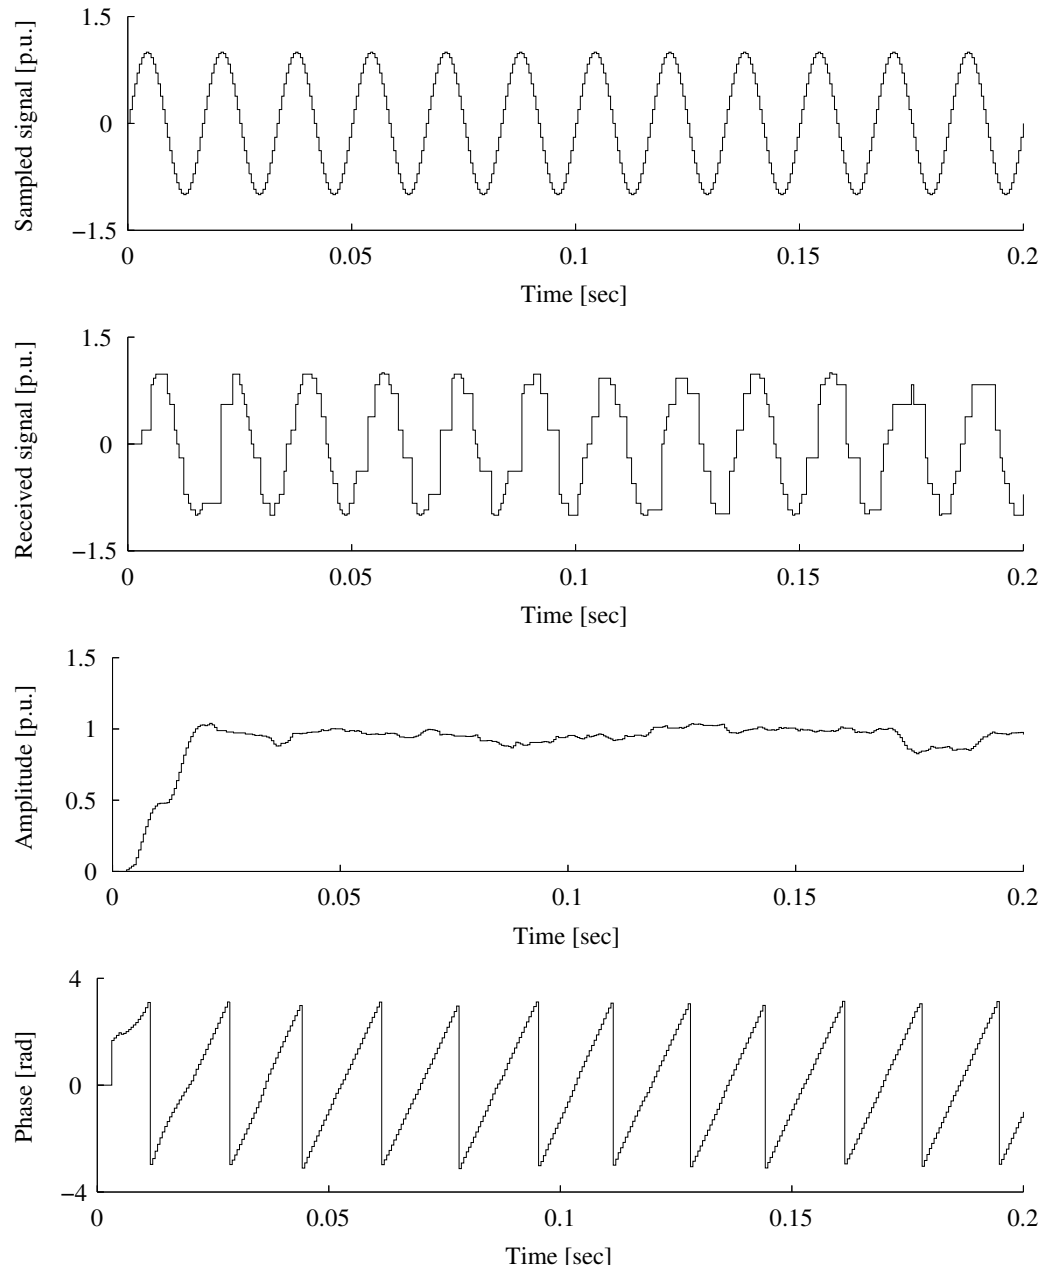 1.5
Sampled signal [p.u.]
0
−1.5
0 0.05 0.1 0.15 0.2
Time [sec]
1.5
Received signal [p.u.]
0
−1.5
0 0.05 0.1 0.15 0.2
Time [sec]
1.5
Amplitude [p.u.]
1
0.5
0
0 0.05 0.1 0.15 0.2
Time [sec]
4
Phase [rad]
0
−4
0 0.05 0.1 0.15 0.2
Time [sec]